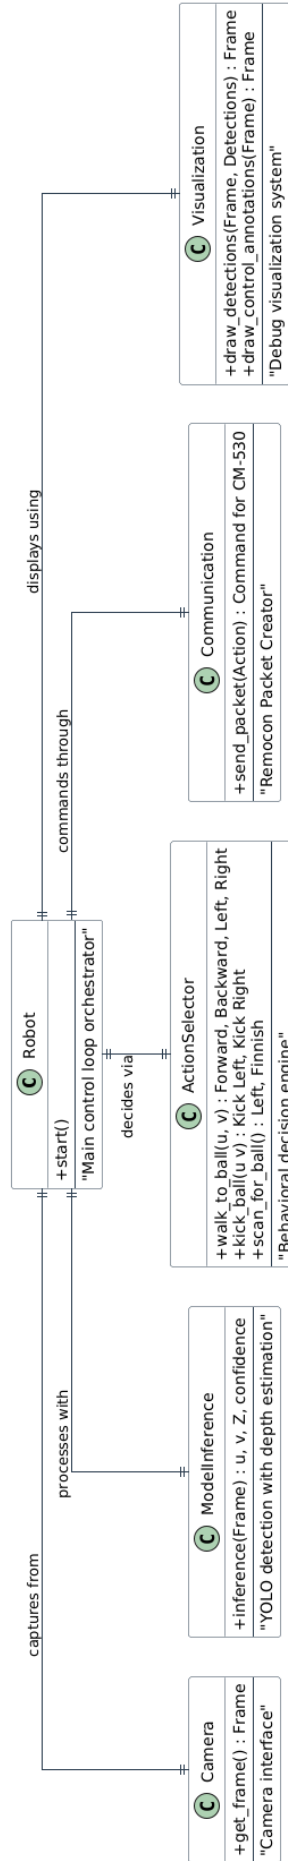 C Robot
+start()
"Main control loop orchestrator"
captures from
processes with
decides via
commands through
displays using
C Camera
+get_frame() : Frame
"Camera interface"
C ModelInference
+inference(Frame) : u, v, Z, confidence
"YOLO detection with depth estimation"
C ActionSelector
+walk_to_ball(u, v) : Forward, Backward, Left, Right
+kick_ball(u v) : Kick Left, Kick Right
+scan_for_ball() : Left, Finnish
"Behavioral decision engine"
C Communication
+send_packet(Action) : Command for CM-530
"Remocon Packet Creator"
C Visualization
+draw_detections(Frame, Detections) : Frame
+draw_control_annotations(Frame) : Frame
"Debug visualization system"